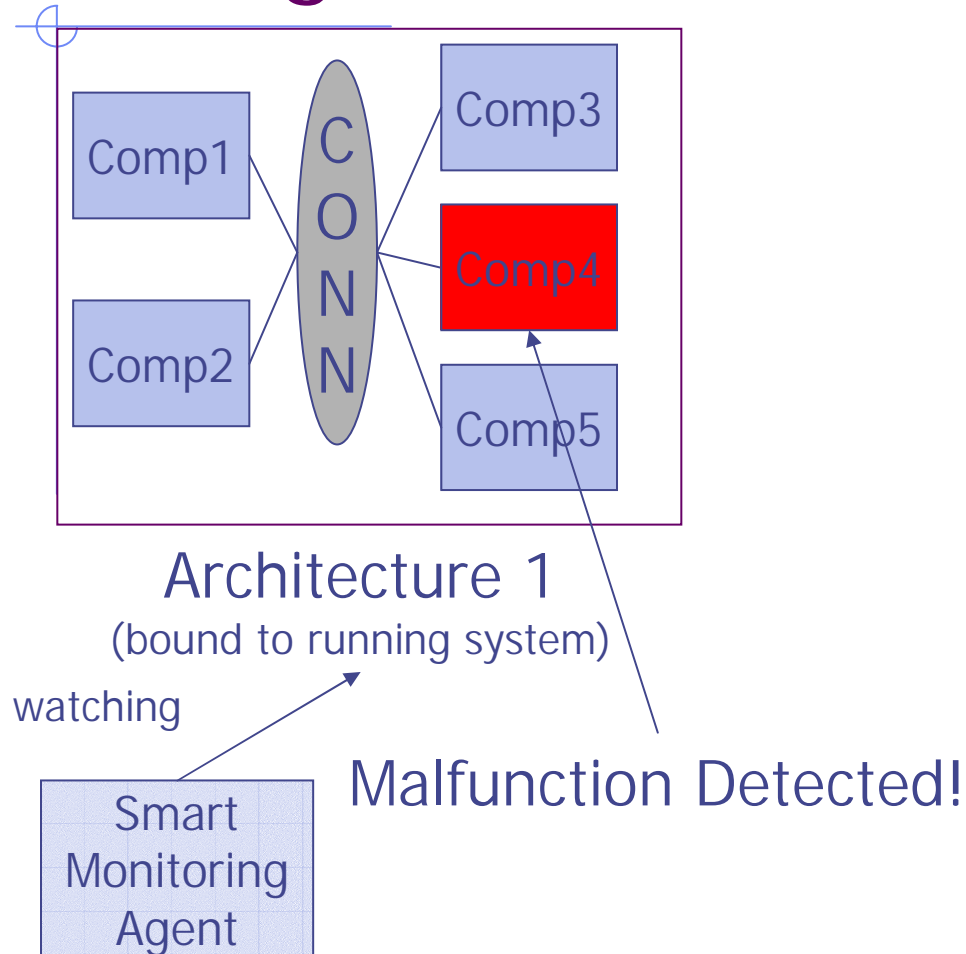 Comp1
Comp2
C
O
N
N
Comp3
Comp4
Comp5
Architecture 1
(bound to running system)
watching
Malfunction Detected!
Smart
Monitoring
Agent